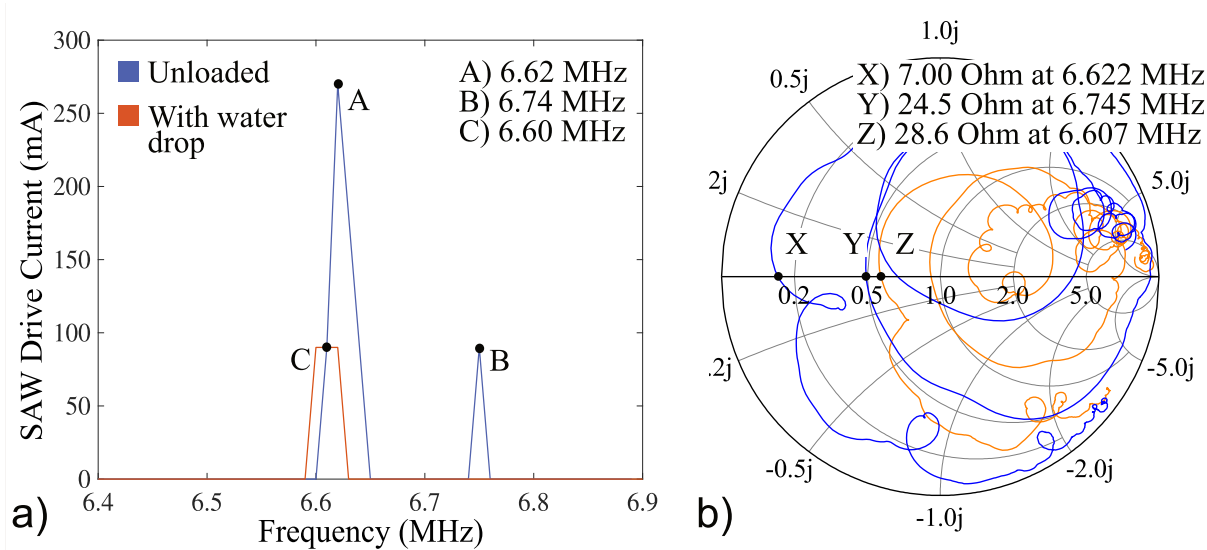 300
250
200
150
100
50
0
SAW Drive Current (mA)
Unloaded
With water
drop
A) 6.62 MHz
B) 6.74 MHz
C) 6.60 MHz
A
B
C
6.4
6.5
6.6
6.7
6.8
6.9
Frequency (MHz)
a)
1.0j
X) 7.00 Ohm at 6.622 MHz
Y) 24.5 Ohm at 6.745 MHz
Z) 28.6 Ohm at 6.607 MHz
0.5j
2j
5.0j
X
Y
Z
0.2
0.5
1.0
2.0
5.0
.2j
-5.0j
-0.5j
-2.0j
-1.0j
b)